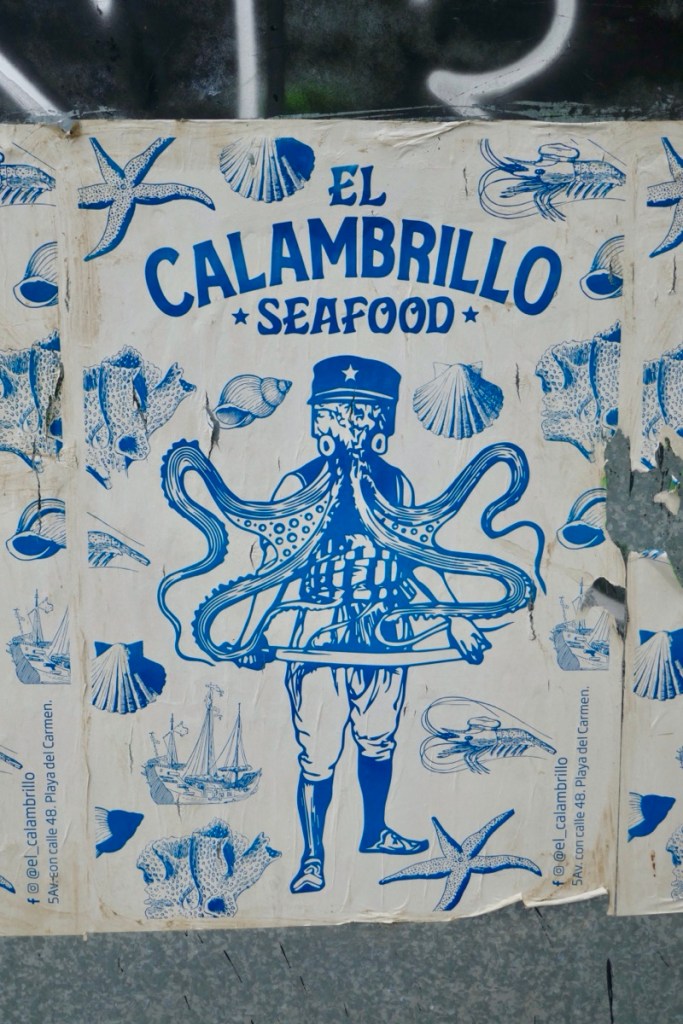 EL
CALAMBRILLO
SEAFOOD
@el_calambrillo
5Av. con calle 48. Playa del Carmen.
@el_calambrillo
5Av. con calle 48. Playa del Carmen.